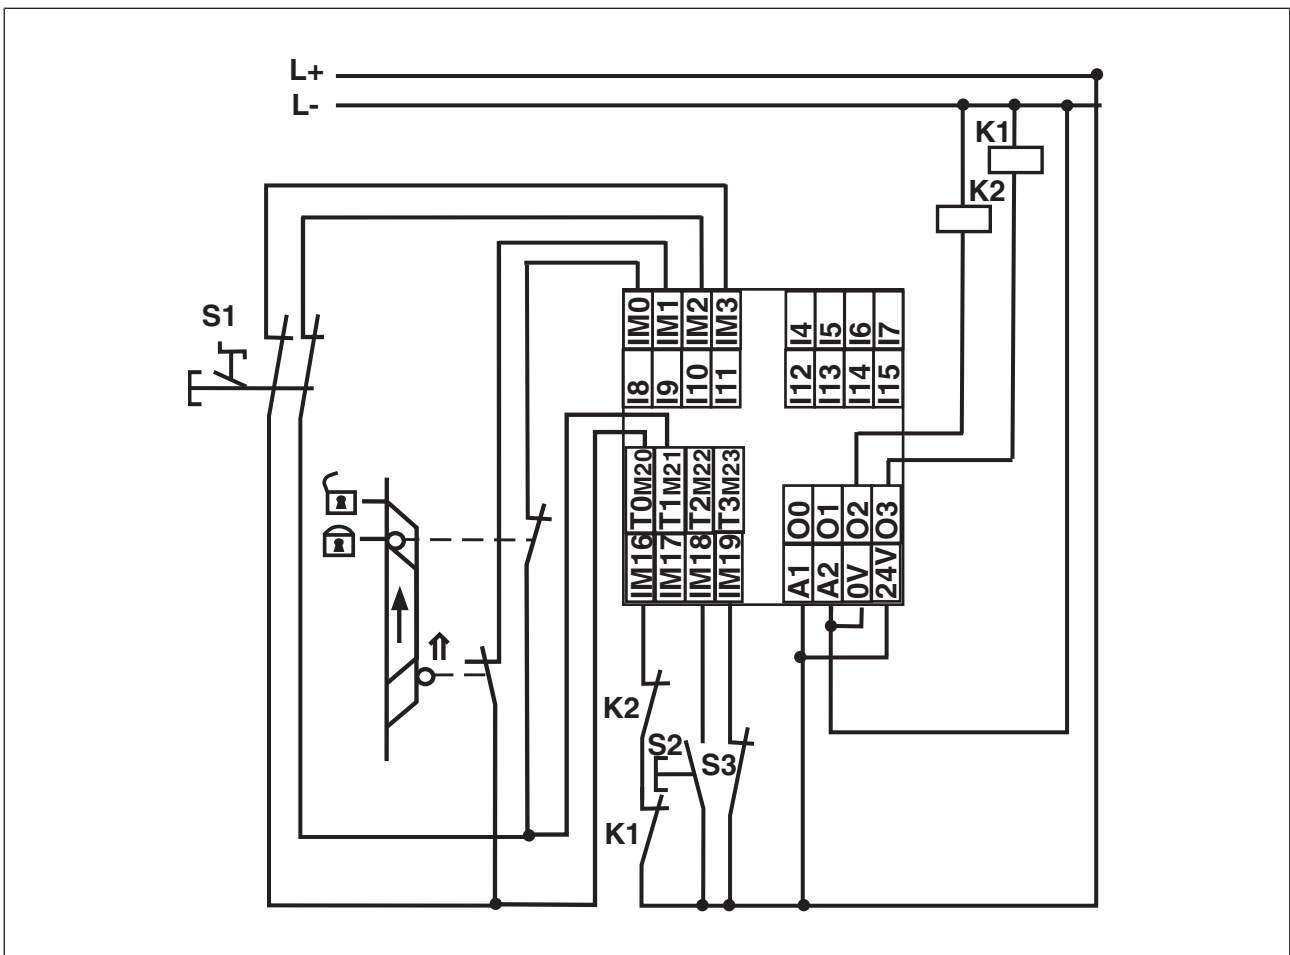 L+
L-
K1
K2
S1
IM0 IM1 IM2 IM3
I4 I5 I6 I7
I8 I9 I10 I11
I12 I13 I14 I15
T0M20 T1M21 T2M22 T3M23
IM16 IM17 IM18 IM19
O0 O1 O2 O3
A1 A2 0V 24V
K2
S2
S3
K1